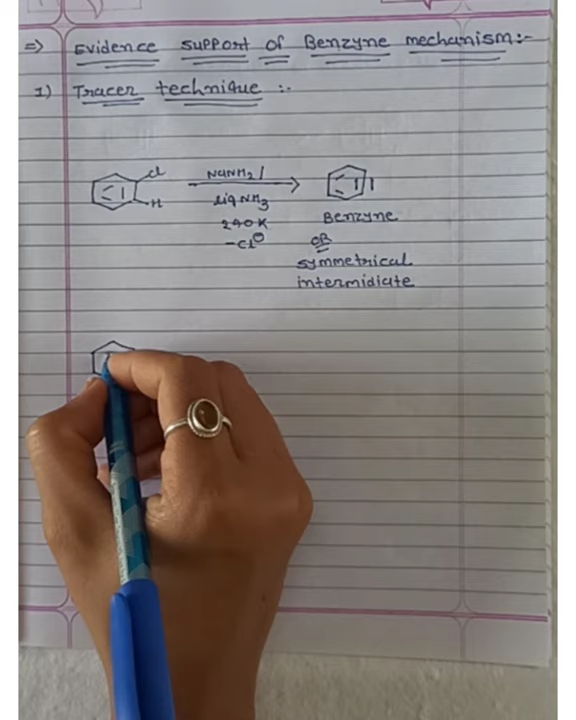 => Evidence support of Benzyne mechanism:-
1) Tracer technique :-
Cl
H
NaNH2 /
liq NH3
240 K
-Cl⊖
Benzyne
OR
symmetrical
intermidiate